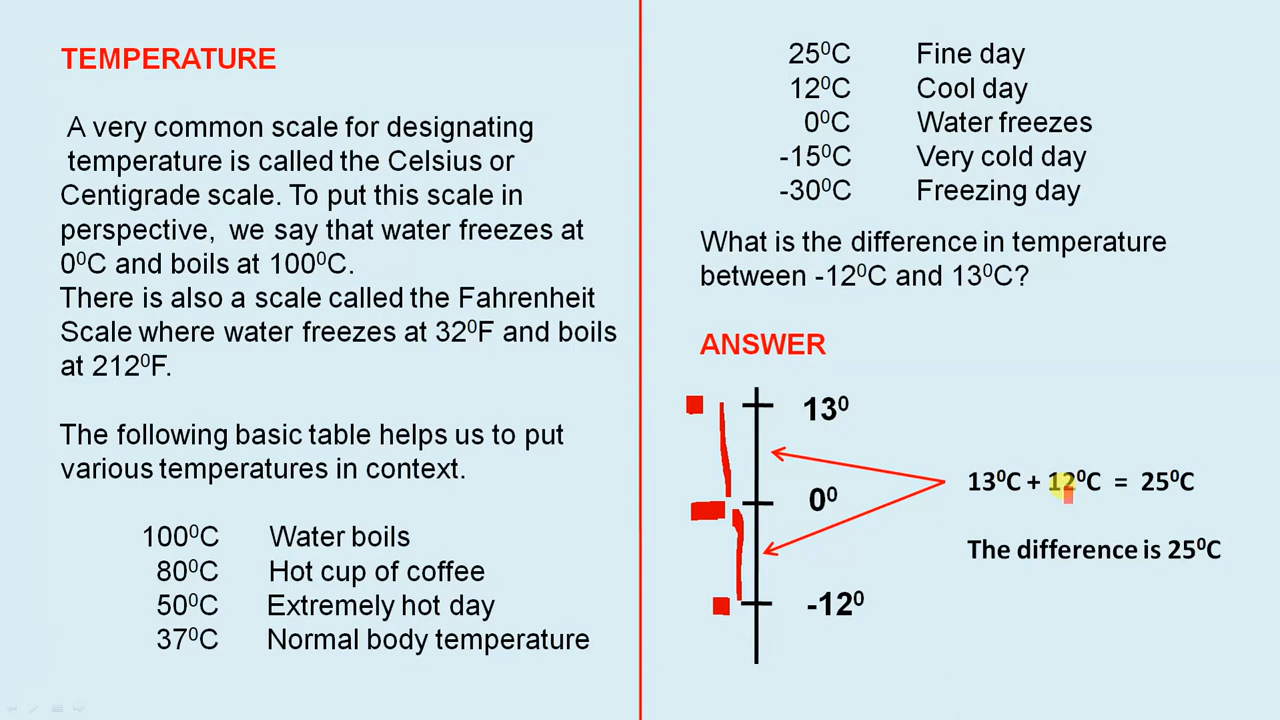 TEMPERATURE
A very common scale for designating
temperature is called the Celsius or
Centigrade scale. To put this scale in
perspective, we say that water freezes at
0⁰C and boils at 100⁰C.
There is also a scale called the Fahrenheit
Scale where water freezes at 32⁰F and boils
at 212⁰F.
The following basic table helps us to put
various temperatures in context.
100⁰C Water boils
80⁰C Hot cup of coffee
50⁰C Extremely hot day
37⁰C Normal body temperature
25⁰C Fine day
12⁰C Cool day
0⁰C Water freezes
-15⁰C Very cold day
-30⁰C Freezing day
What is the difference in temperature
between -12⁰C and 13⁰C?
ANSWER
13⁰
13⁰C + 12⁰C = 25⁰C
0⁰
The difference is 25⁰C
-12⁰